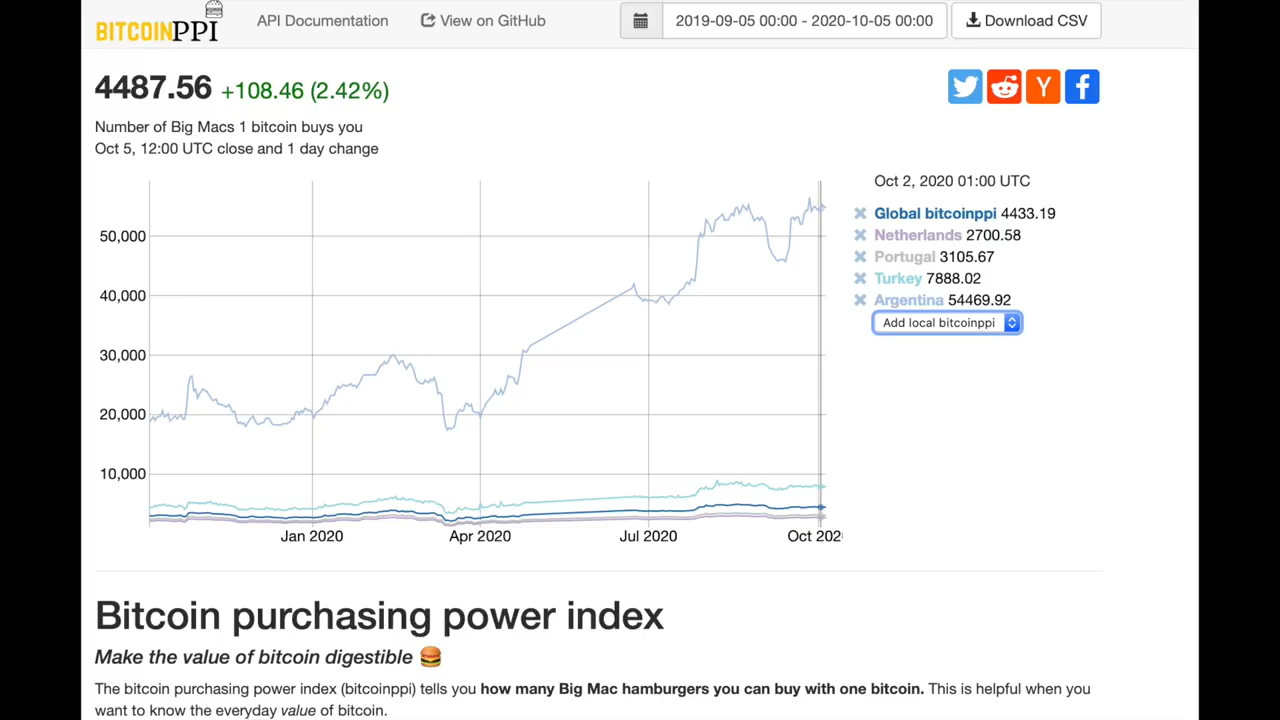 BITCOINPPI
API Documentation
View on GitHub
2019-09-05 00:00 - 2020-10-05 00:00
Download CSV
4487.56 +108.46 (2.42%)
Number of Big Macs 1 bitcoin buys you
Oct 5, 12:00 UTC close and 1 day change
Y
50,000
40,000
30,000
20,000
10,000
Jan 2020
Apr 2020
Jul 2020
Oct 202
Oct 2, 2020 01:00 UTC
Global bitcoinppi 4433.19
Netherlands 2700.58
Portugal 3105.67
Turkey 7888.02
Argentina 54469.92
Add local bitcoinppi
Bitcoin purchasing power index
Make the value of bitcoin digestible 🍔
The bitcoin purchasing power index (bitcoinppi) tells you how many Big Mac hamburgers you can buy with one bitcoin. This is helpful when you
want to know the everyday value of bitcoin.